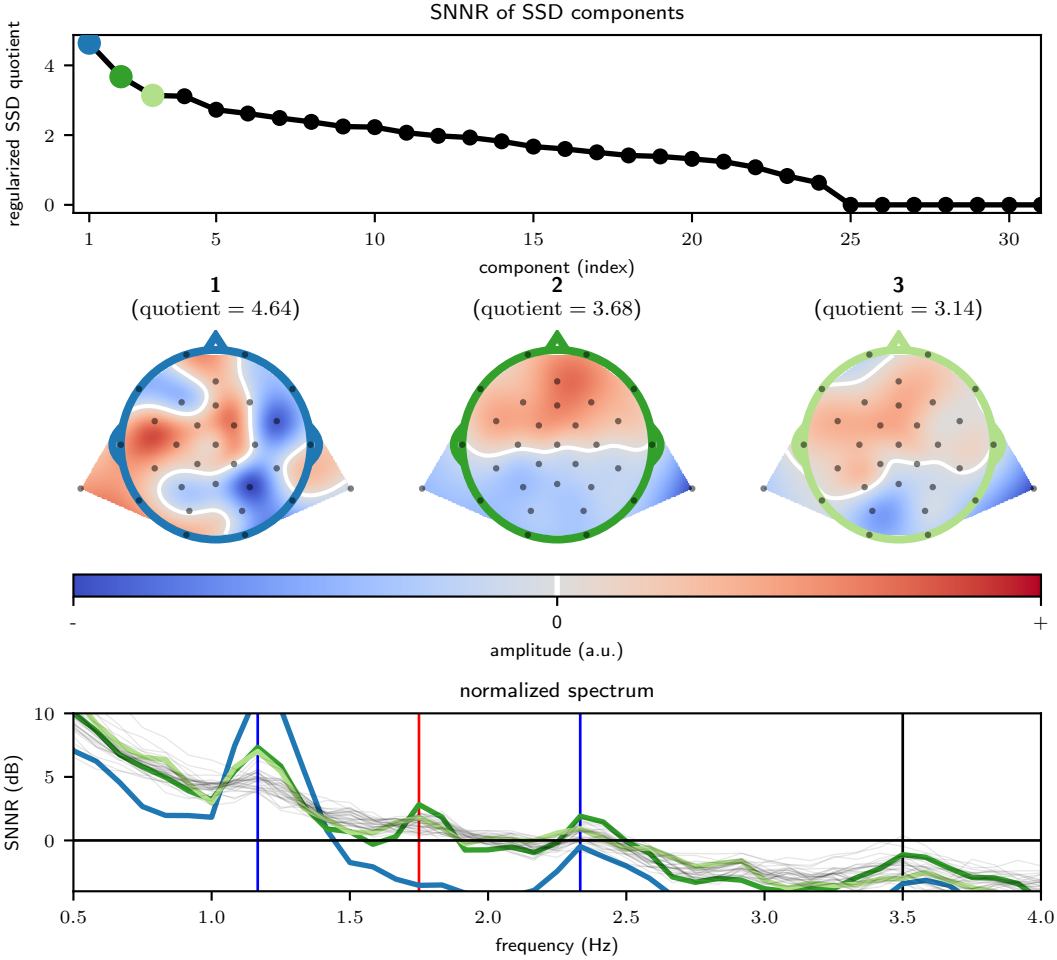 SNNR of SSD components
regularized SSD quotient
4
2
0
1 5 10 15 20 25 30
component (index)
1 2 3
(quotient = 4.64) (quotient = 3.68) (quotient = 3.14)
- 0 +
amplitude (a.u.)
normalized spectrum
SNNR (dB)
10
5
0
0.5 1.0 1.5 2.0 2.5 3.0 3.5 4.0
frequency (Hz)